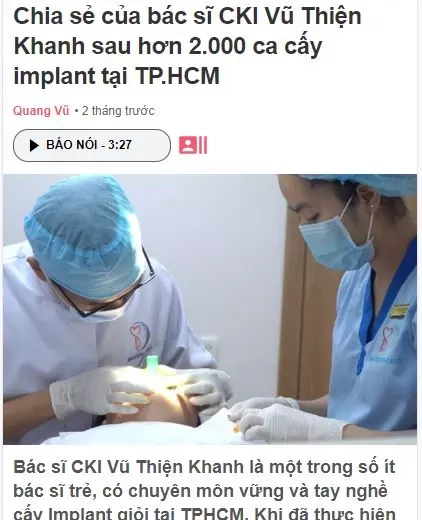 Chia sẻ của bác sĩ CKI Vũ Thiện
Khanh sau hơn 2.000 ca cấy
implant tại TP.HCM
Quang Vũ • 2 tháng trước
BÁO NÓI - 3:27
Bác sĩ CKI Vũ Thiện Khanh là một trong số ít
bác sĩ trẻ, có chuyên môn vững và tay nghề
cấy Implant giỏi tại TPHCM. Khi đã thực hiện